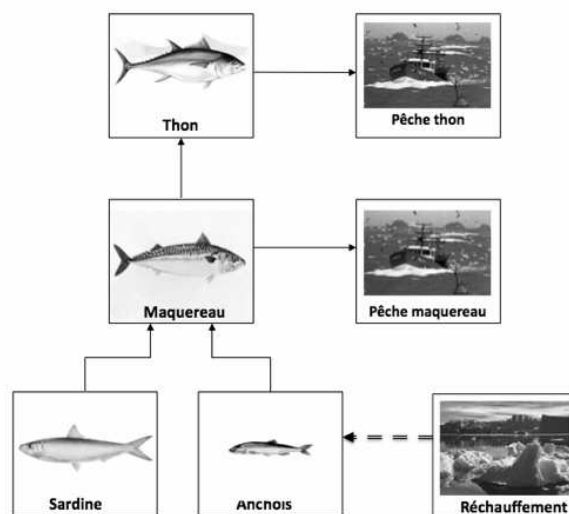 Thon
Pêche thon
Maquereau
Pêche maquereau
Sardine
Anchois
Réchauffement